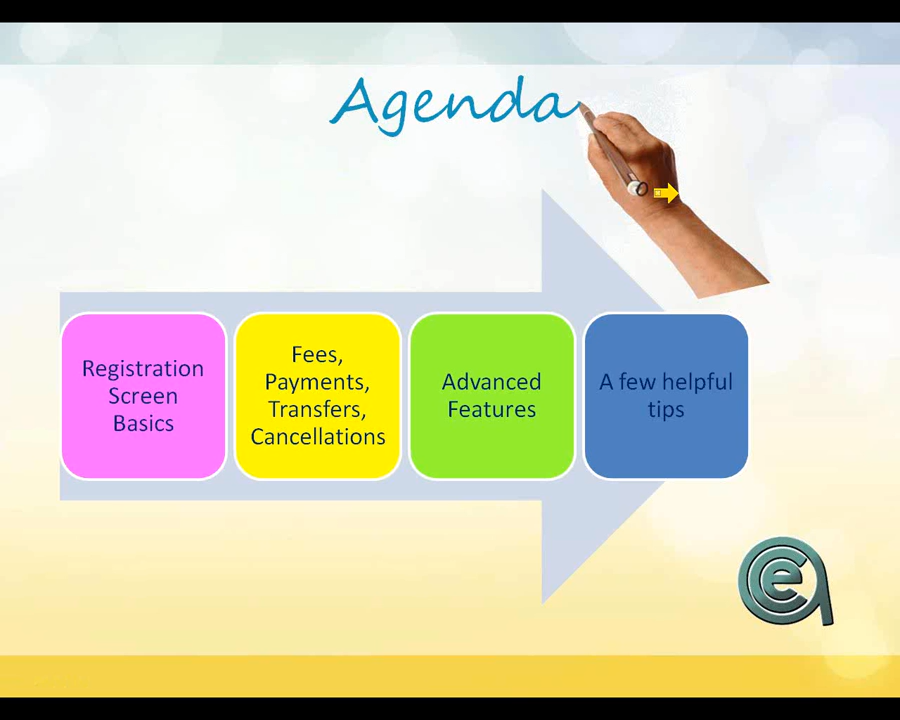 Agenda
Registration
Screen
Basics
Fees,
Payments,
Transfers,
Cancellations
Advanced
Features
A few helpful
tips